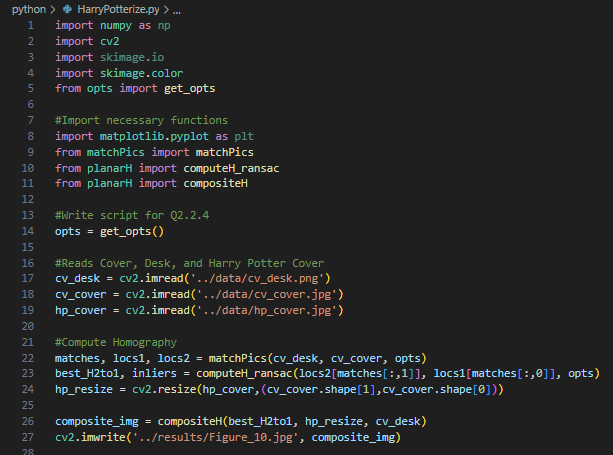 python > HarryPotterize.py > ...
1 import numpy as np
2 import cv2
3 import skimage.io
4 import skimage.color
5 from opts import get_opts
6
7 #Import necessary functions
8 import matplotlib.pyplot as plt
9 from matchPics import matchPics
10 from planarH import computeH_ransac
11 from planarH import compositeH
12
13 #Write script for Q2.2.4
14 opts = get_opts()
15
16 #Reads Cover, Desk, and Harry Potter Cover
17 cv_desk = cv2.imread('../data/cv_desk.png')
18 cv_cover = cv2.imread('../data/cv_cover.jpg')
19 hp_cover = cv2.imread('../data/hp_cover.jpg')
20
21 #Compute Homography
22 matches, locs1, locs2 = matchPics(cv_desk, cv_cover, opts)
23 best_H2to1, inliers = computeH_ransac(locs2[matches[:,1]], locs1[matches[:,0]], opts)
24 hp_resize = cv2.resize(hp_cover,(cv_cover.shape[1],cv_cover.shape[0]))
25
26 composite_img = compositeH(best_H2to1, hp_resize, cv_desk)
27 cv2.imwrite('../results/Figure_10.jpg', composite_img)
28